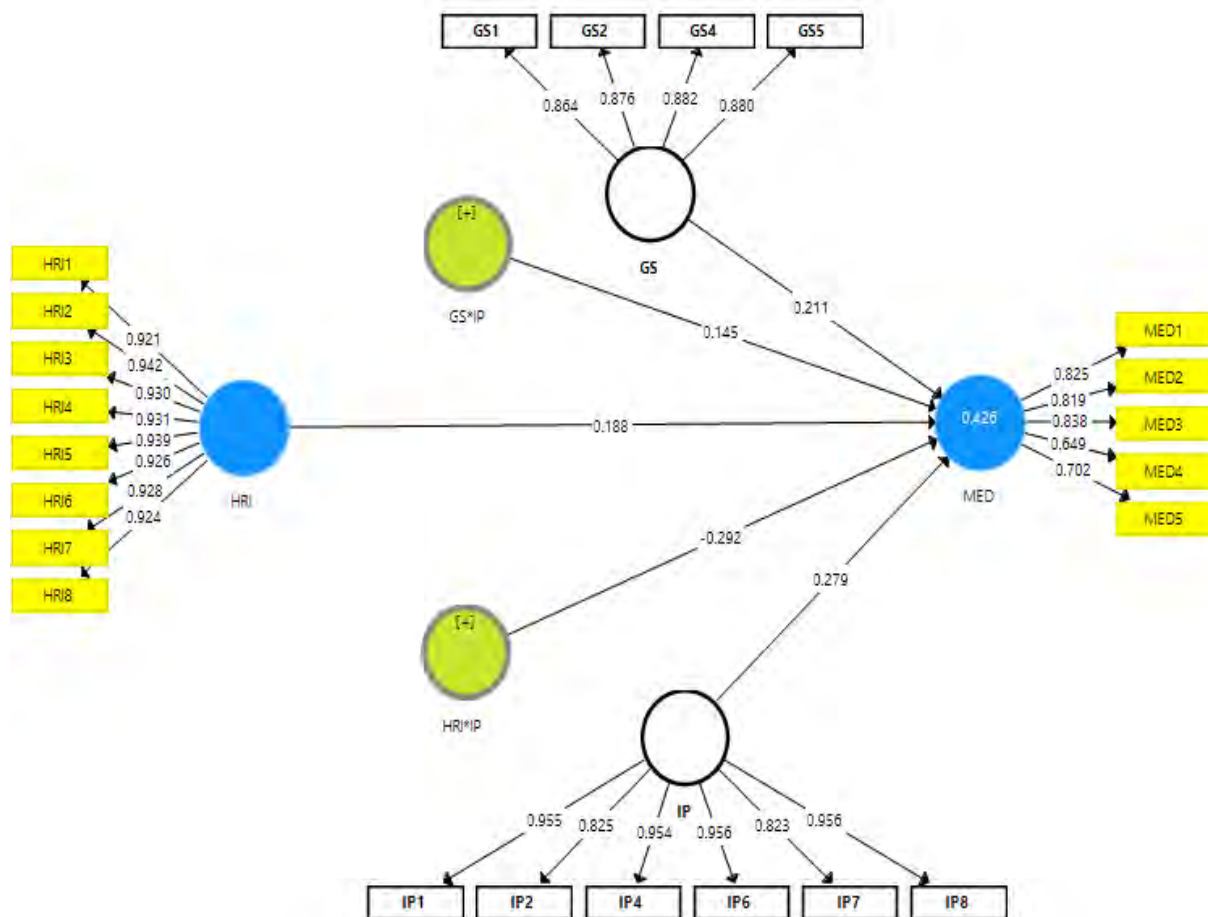 GS1 GS2 GS4 GS5
0.864 0.876 0.882 0.880
[+]
GS
GS*IP
HRI1
HRI2
HRI3
HRI4
HRI5
HRI6
HRI7
HRI8
0.921
0.942
0.930
0.931
0.939
0.926
0.928
0.924
HRI
0.211
0.145
0.188
-0.292
0.279
0.426
MED
0.825
0.819
0.838
0.649
0.702
MED1
MED2
MED3
MED4
MED5
[+]
HRI*IP
IP
0.955 0.825 0.954 0.956 0.823 0.956
IP1 IP2 IP4 IP6 IP7 IP8